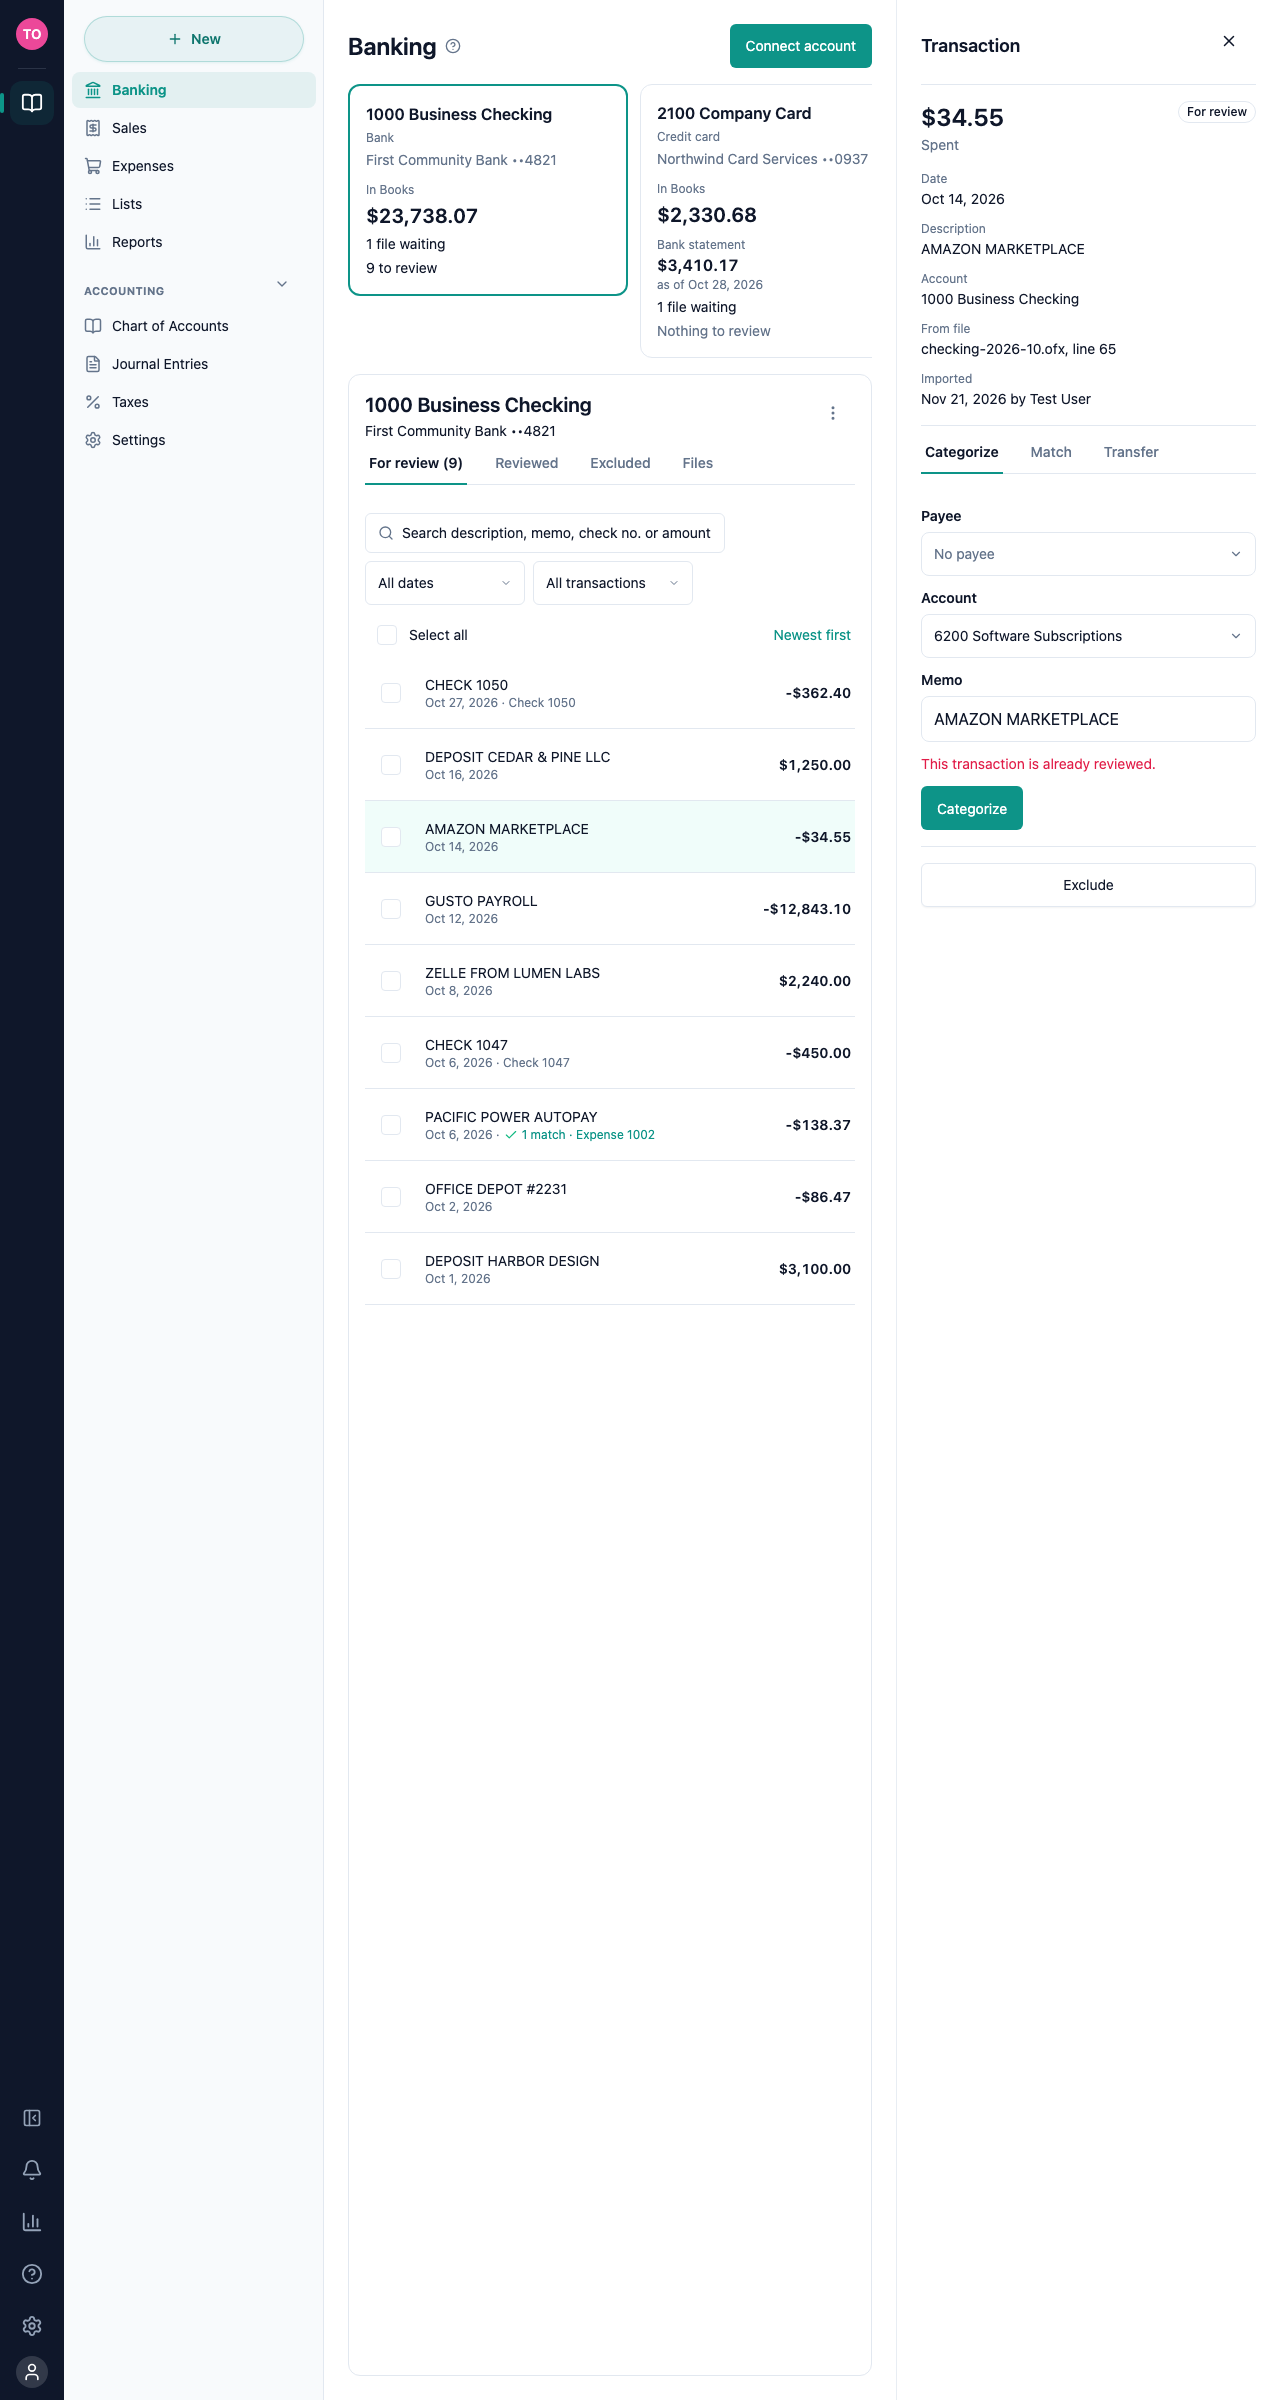 TO
New
Banking
Sales
Expenses
Lists
Reports
ACCOUNTING
Chart of Accounts
Journal Entries
Taxes
Settings
Banking
Connect account
1000 Business Checking
Bank
First Community Bank ••4821
In Books
$23,738.07
1 file waiting
9 to review
2100 Company Card
Credit card
Northwind Card Services ••0937
In Books
$2,330.68
Bank statement
$3,410.17
as of Oct 28, 2026
1 file waiting
Nothing to review
1000 Business Checking
First Community Bank ••4821
For review (9) Reviewed Excluded Files
Search description, memo, check no. or amount
All dates All transactions
Select all Newest first
CHECK 1050 -$362.40
Oct 27, 2026 · Check 1050
DEPOSIT CEDAR & PINE LLC $1,250.00
Oct 16, 2026
AMAZON MARKETPLACE -$34.55
Oct 14, 2026
GUSTO PAYROLL -$12,843.10
Oct 12, 2026
ZELLE FROM LUMEN LABS $2,240.00
Oct 8, 2026
CHECK 1047 -$450.00
Oct 6, 2026 · Check 1047
PACIFIC POWER AUTOPAY -$138.37
Oct 6, 2026 · 1 match · Expense 1002
OFFICE DEPOT #2231 -$86.47
Oct 2, 2026
DEPOSIT HARBOR DESIGN $3,100.00
Oct 1, 2026
Transaction
$34.55 For review
Spent
Date
Oct 14, 2026
Description
AMAZON MARKETPLACE
Account
1000 Business Checking
From file
checking-2026-10.ofx, line 65
Imported
Nov 21, 2026 by Test User
Categorize Match Transfer
Payee
No payee
Account
6200 Software Subscriptions
Memo
AMAZON MARKETPLACE
This transaction is already reviewed.
Categorize
Exclude